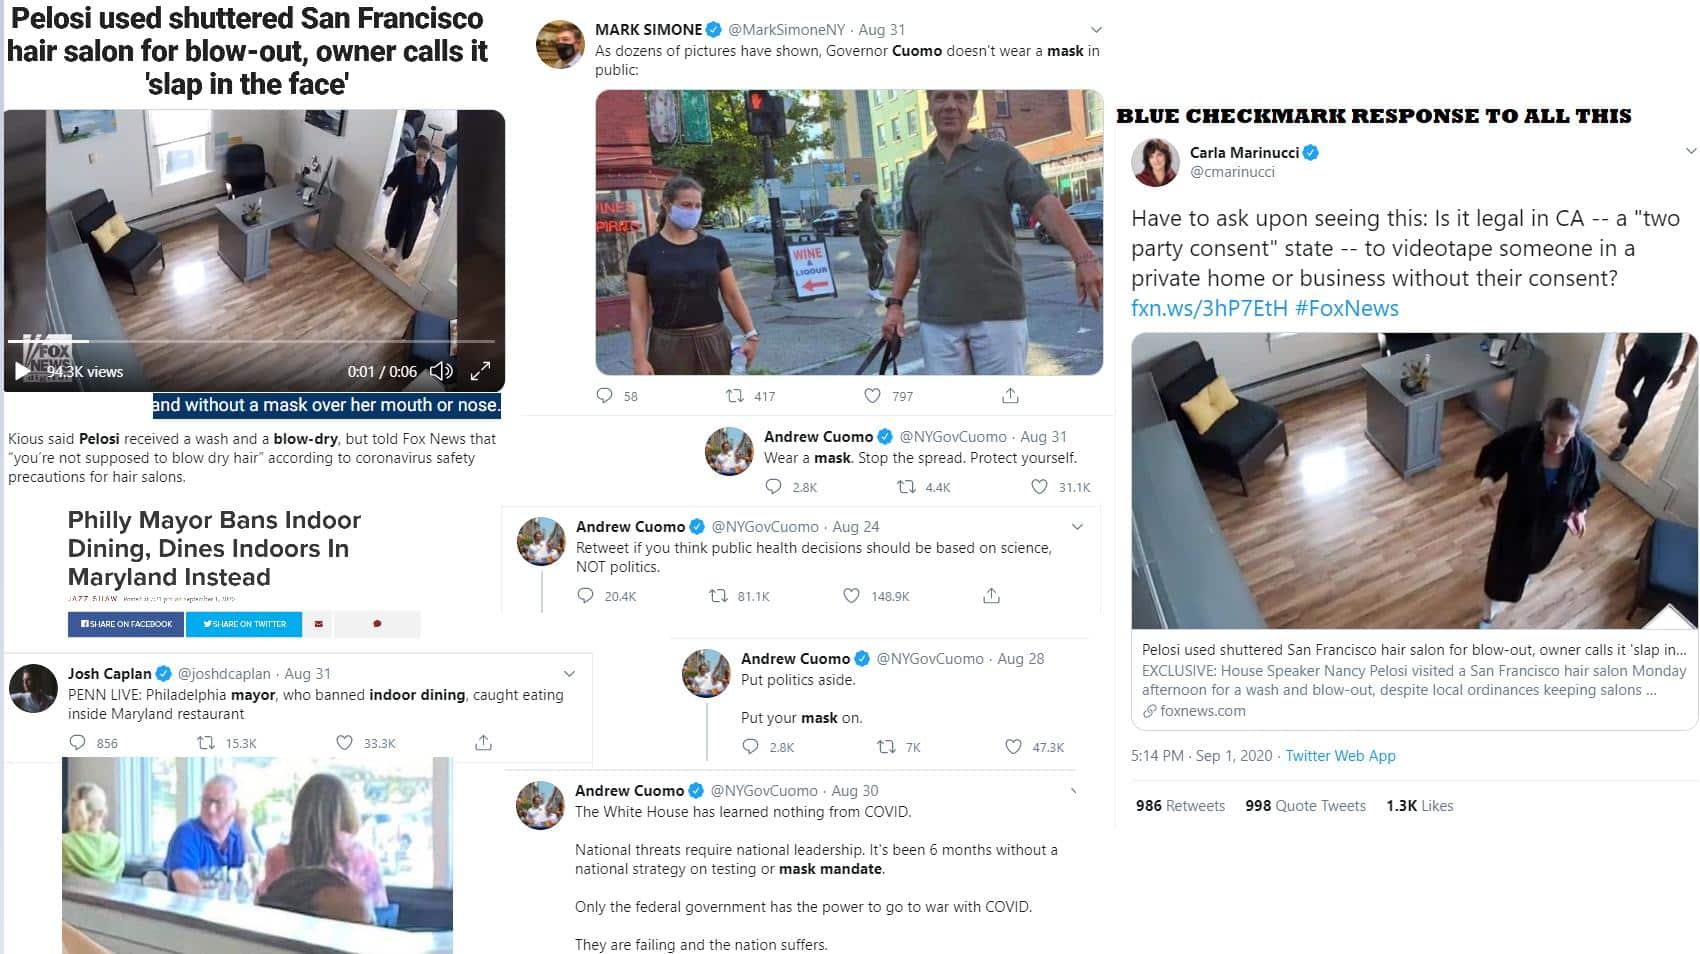 Pelosi used shuttered San Francisco
hair salon for blow-out, owner calls it
'slap in the face'
FOX
NEWS
94.3K views
0:01 / 0:06
and without a mask over her mouth or nose.
Kious said Pelosi received a wash and a blow-dry, but told Fox News that
“you’re not supposed to blow dry hair” according to coronavirus safety
precautions for hair salons.
Philly Mayor Bans Indoor
Dining, Dines Indoors In
Maryland Instead
JAZZ SHAW Posted at 2:21 pm on September 1, 2020
SHARE ON FACEBOOK
SHARE ON TWITTER
Josh Caplan @joshdcaplan · Aug 31
PENN LIVE: Philadelphia mayor, who banned indoor dining, caught eating
inside Maryland restaurant
856 15.3K 33.3K
MARK SIMONE @MarkSimoneNY · Aug 31
As dozens of pictures have shown, Governor Cuomo doesn't wear a mask in
public:
WINE
&
LIQUOR
58 417 797
Andrew Cuomo @NYGovCuomo · Aug 31
Wear a mask. Stop the spread. Protect yourself.
2.8K 4.4K 31.1K
Andrew Cuomo @NYGovCuomo · Aug 24
Retweet if you think public health decisions should be based on science,
NOT politics.
20.4K 81.1K 148.9K
Andrew Cuomo @NYGovCuomo · Aug 28
Put politics aside.
Put your mask on.
2.8K 7K 47.3K
Andrew Cuomo @NYGovCuomo · Aug 30
The White House has learned nothing from COVID.
National threats require national leadership. It's been 6 months without a
national strategy on testing or mask mandate.
Only the federal government has the power to go to war with COVID.
They are failing and the nation suffers.
BLUE CHECKMARK RESPONSE TO ALL THIS
Carla Marinucci
@cmarinucci
Have to ask upon seeing this: Is it legal in CA -- a "two
party consent" state -- to videotape someone in a
private home or business without their consent?
fxn.ws/3hP7EtH #FoxNews
Pelosi used shuttered San Francisco hair salon for blow-out, owner calls it 'slap in...
EXCLUSIVE: House Speaker Nancy Pelosi visited a San Francisco hair salon Monday
afternoon for a wash and blow-out, despite local ordinances keeping salons ...
foxnews.com
5:14 PM · Sep 1, 2020 · Twitter Web App
986 Retweets 998 Quote Tweets 1.3K Likes